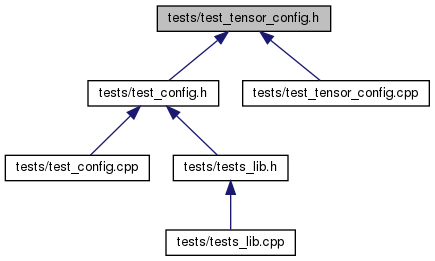 tests/test_tensor_config.h
tests/test_config.h
tests/test_tensor_config.cpp
tests/test_config.cpp
tests/tests_lib.h
tests/tests_lib.cpp